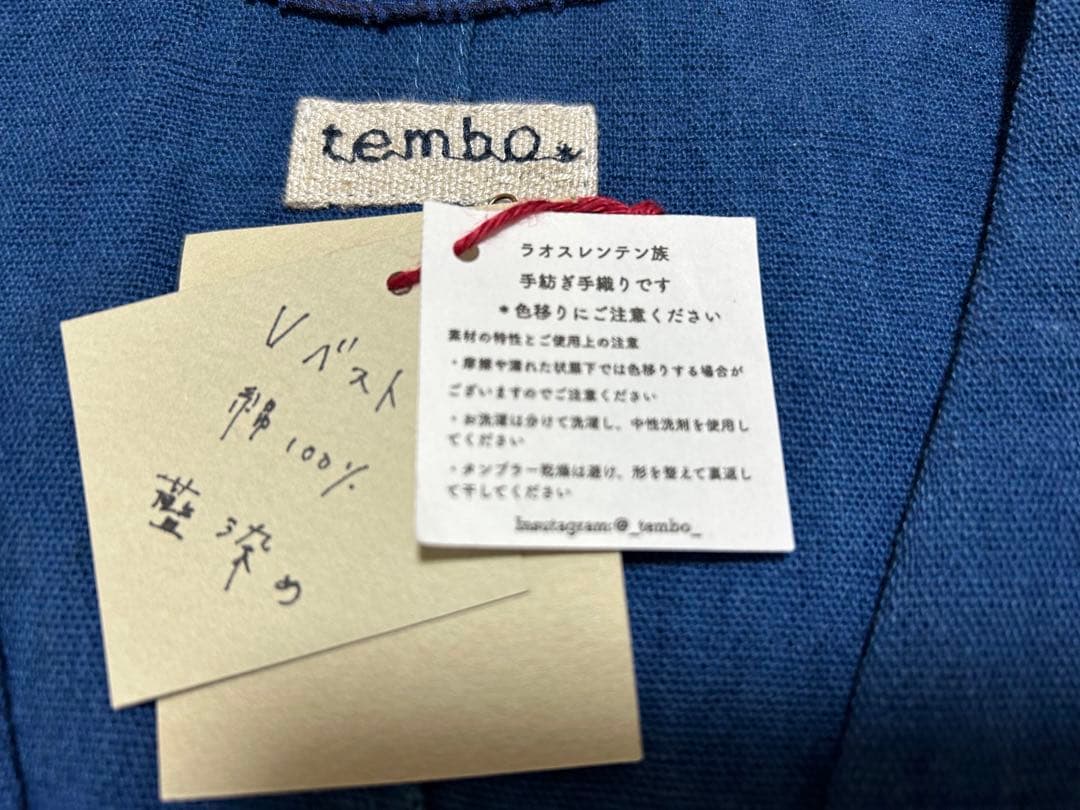 tembo*
Vベスト
綿100%
藍染め
ラオスレンテン族
手紡ぎ手織りです
*色移りにご注意ください
素材の特性とご使用上の注意
・摩擦や濡れた状態下では色移りする場合が
ございますのでご注意ください
・お洗濯は分けて洗濯し、中性洗剤を使用し
てください
・タンブラー乾燥は避け、形を整えて裏返し
て干してください
Insutagram:@_tembo_